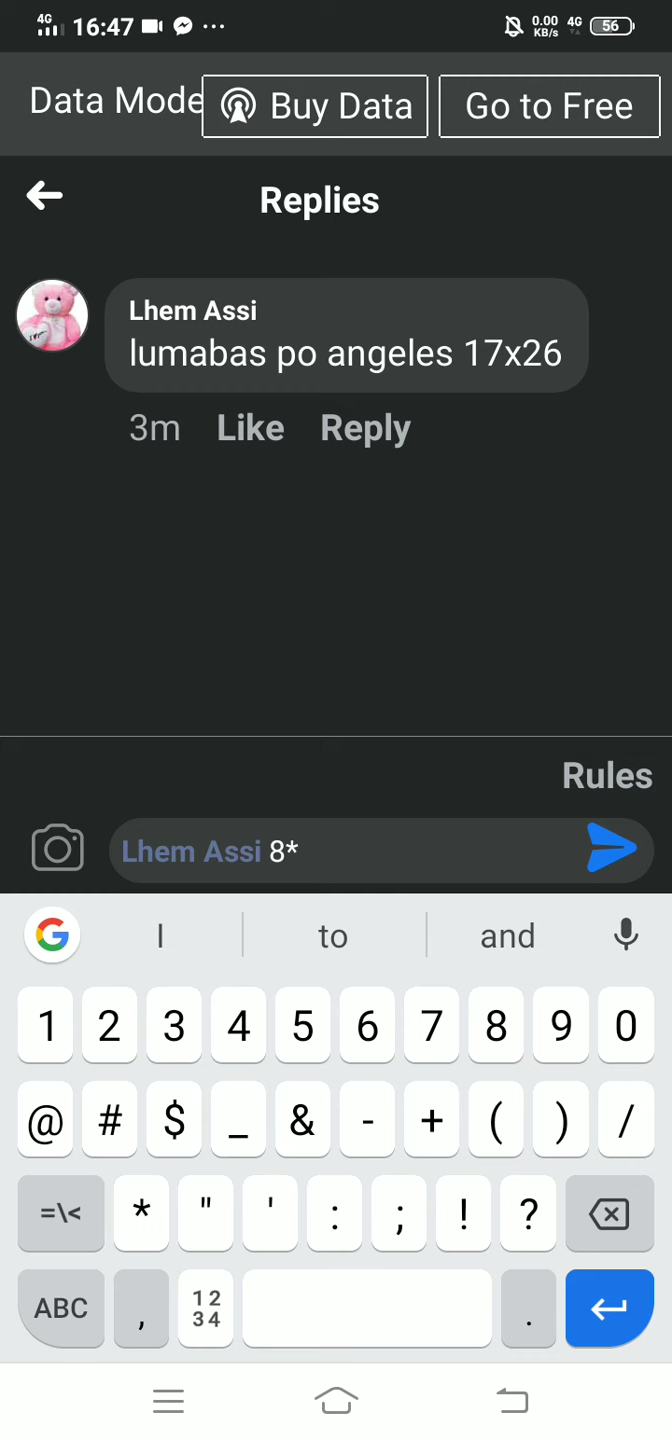 4G 16:47 ... 0.00 KB/s 4G 56
Data Mode Buy Data Go to Free
Replies
Lhem Assi
lumabas po angeles 17x26
3m Like Reply
Rules
Lhem Assi 8*
G I to and
1 2 3 4 5 6 7 8 9 0
@ # $ _ & - + ( ) /
=\< * " ' : ; ! ?
ABC , 12 34 .